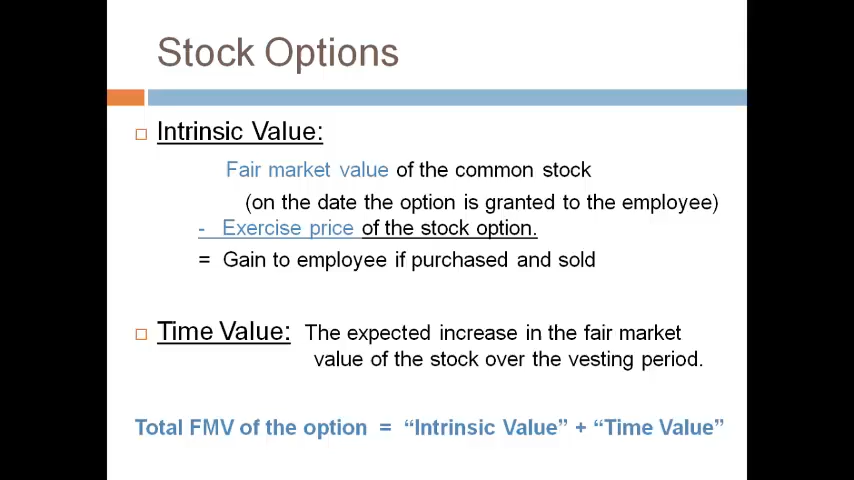 Stock Options
Intrinsic Value:
Fair market value of the common stock
(on the date the option is granted to the employee)
- Exercise price of the stock option.
= Gain to employee if purchased and sold
Time Value: The expected increase in the fair market
value of the stock over the vesting period.
Total FMV of the option = “Intrinsic Value” + “Time Value”